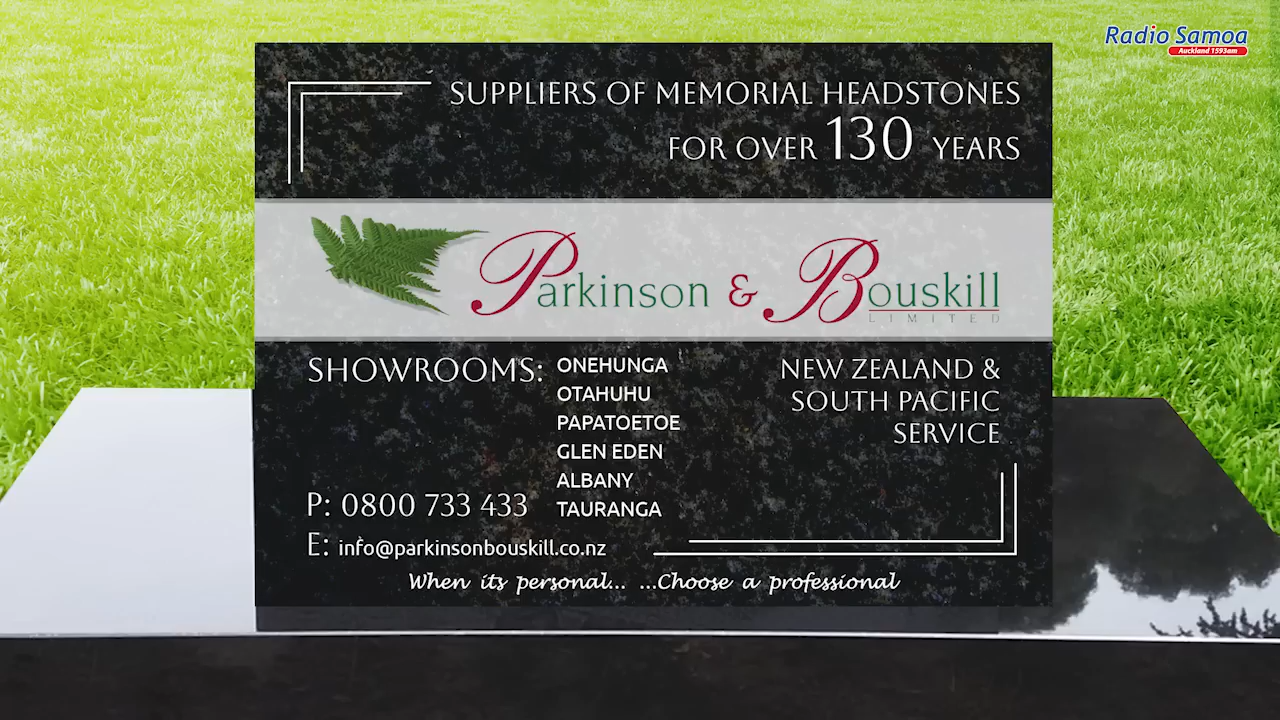 Radio Samoa
Auckland 1593am
SUPPLIERS OF MEMORIAL HEADSTONES
FOR OVER 130 YEARS
Parkinson & Bouskill
LIMITED
SHOWROOMS:
ONEHUNGA
OTAHUHU
PAPATOETOE
GLEN EDEN
ALBANY
TAURANGA
NEW ZEALAND &
SOUTH PACIFIC
SERVICE
P: 0800 733 433
E: info@parkinsonbouskill.co.nz
When its personal... ...Choose a professional